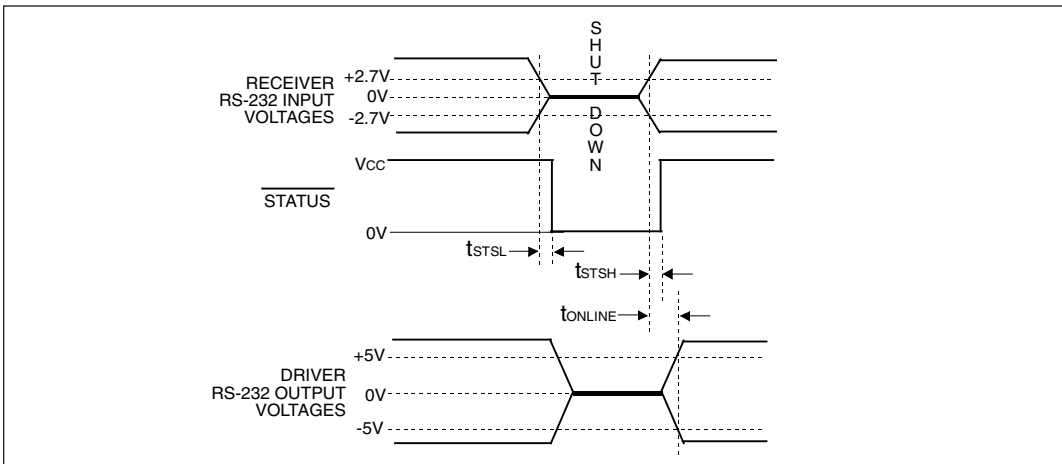 S
H
U
T
D
O
W
N
RECEIVER
RS-232 INPUT
VOLTAGES
+2.7V
0V
-2.7V
VCC
STATUS
0V
tSTSL
tSTSH
tONLINE
+5V
DRIVER
RS-232 OUTPUT
VOLTAGES
0V
-5V